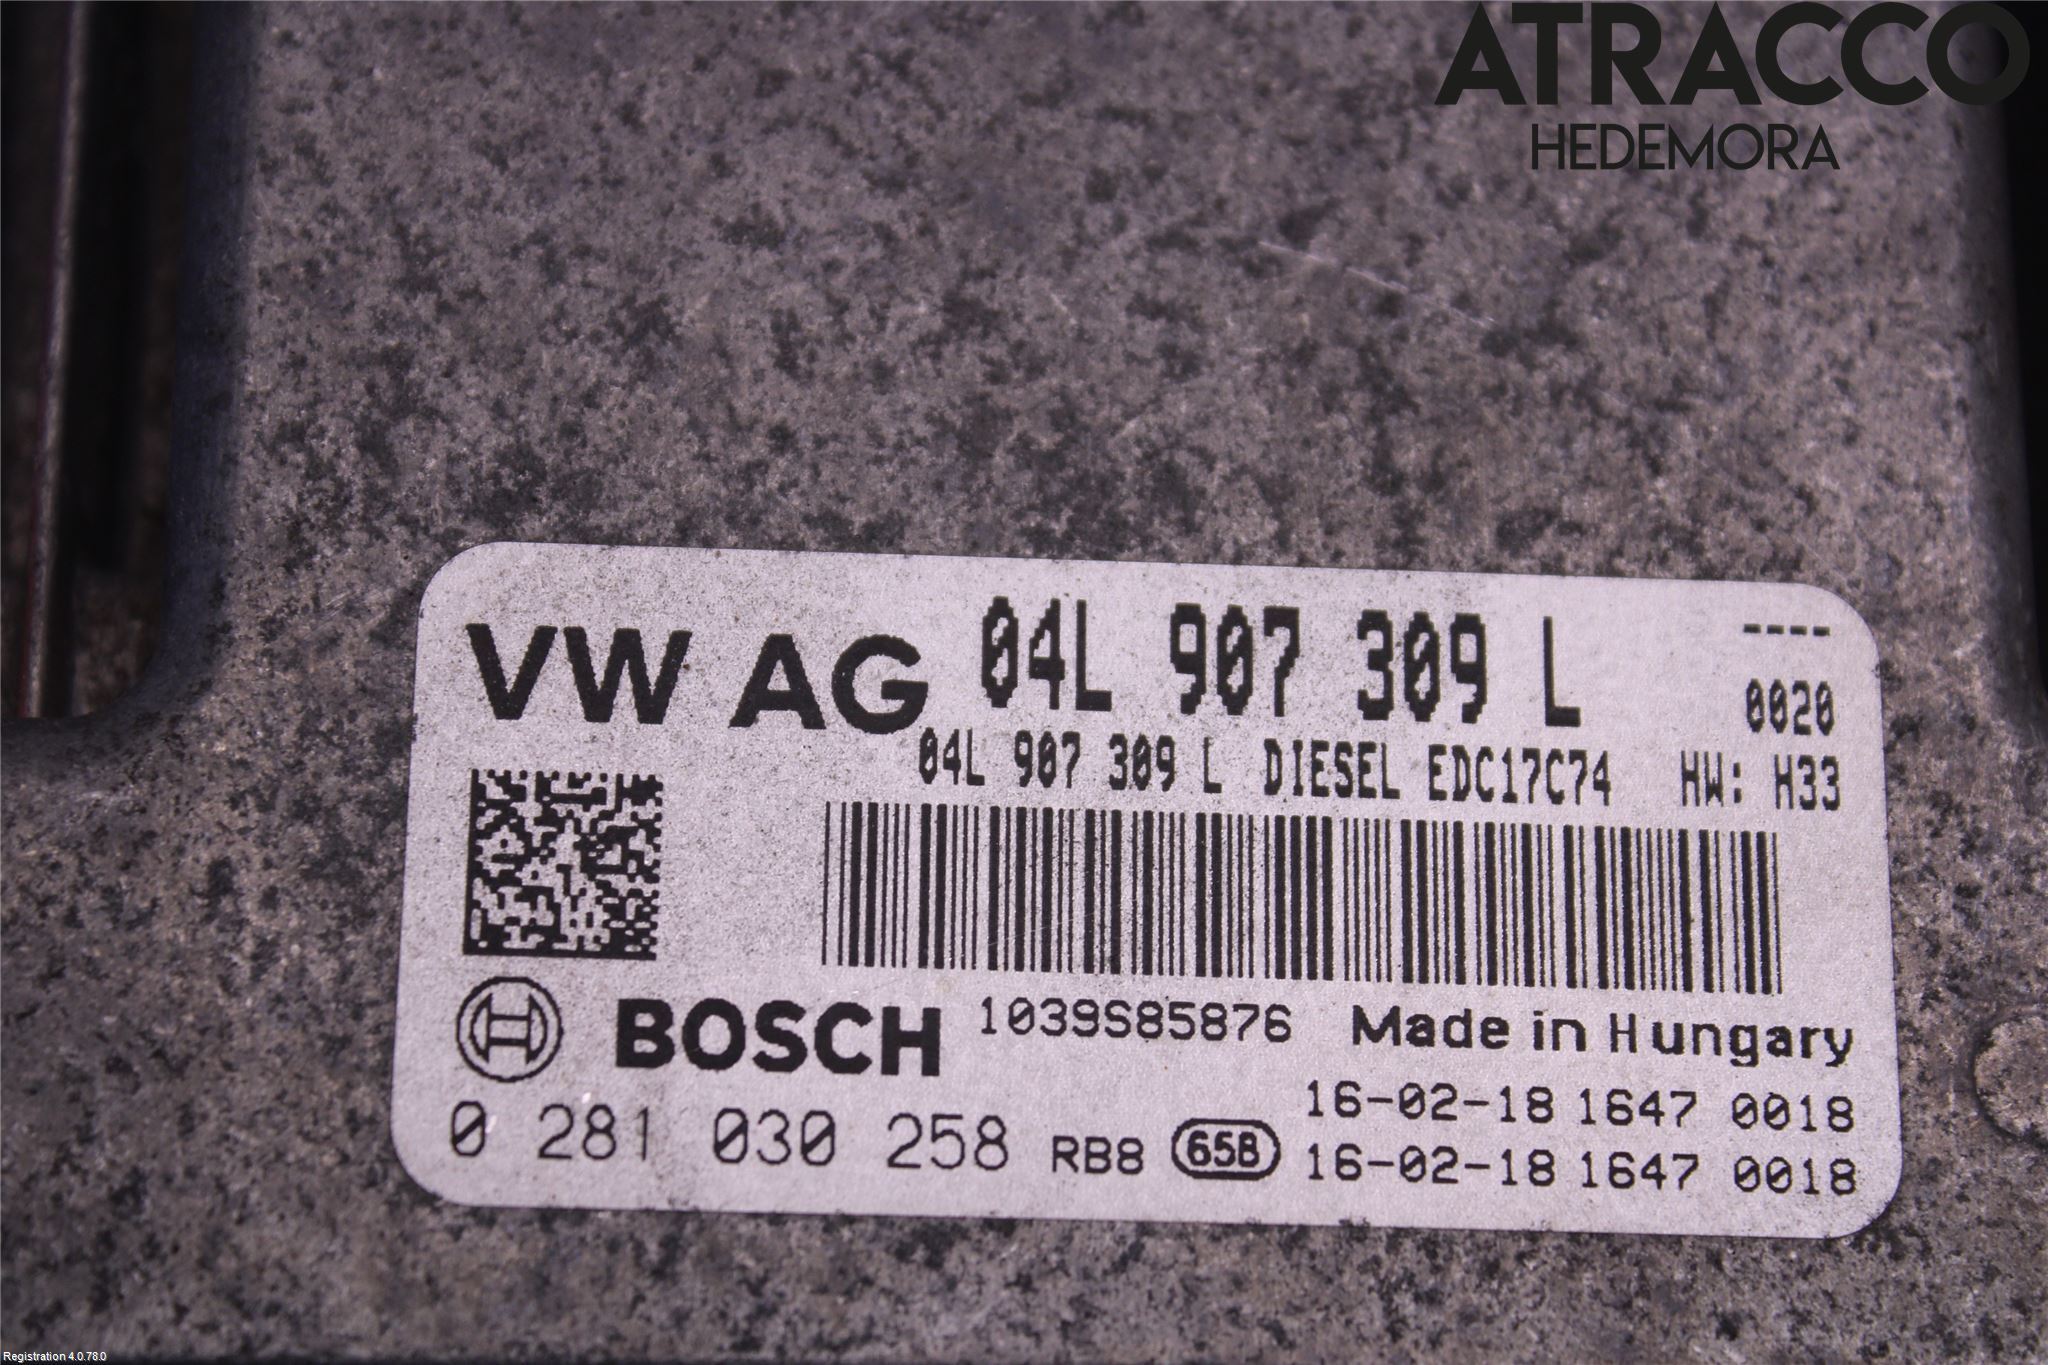 ATRACCO
HEDEMORA
VW AG 04L 907 309 L ----
0020
04L 907 309 L DIESEL EDC17C74 HW: H33
BOSCH 1039S85876 Made in Hungary
16-02-18 1647 0018
0 281 030 258 RB8 65B 16-02-18 1647 0018
Registration 4.0.78.0